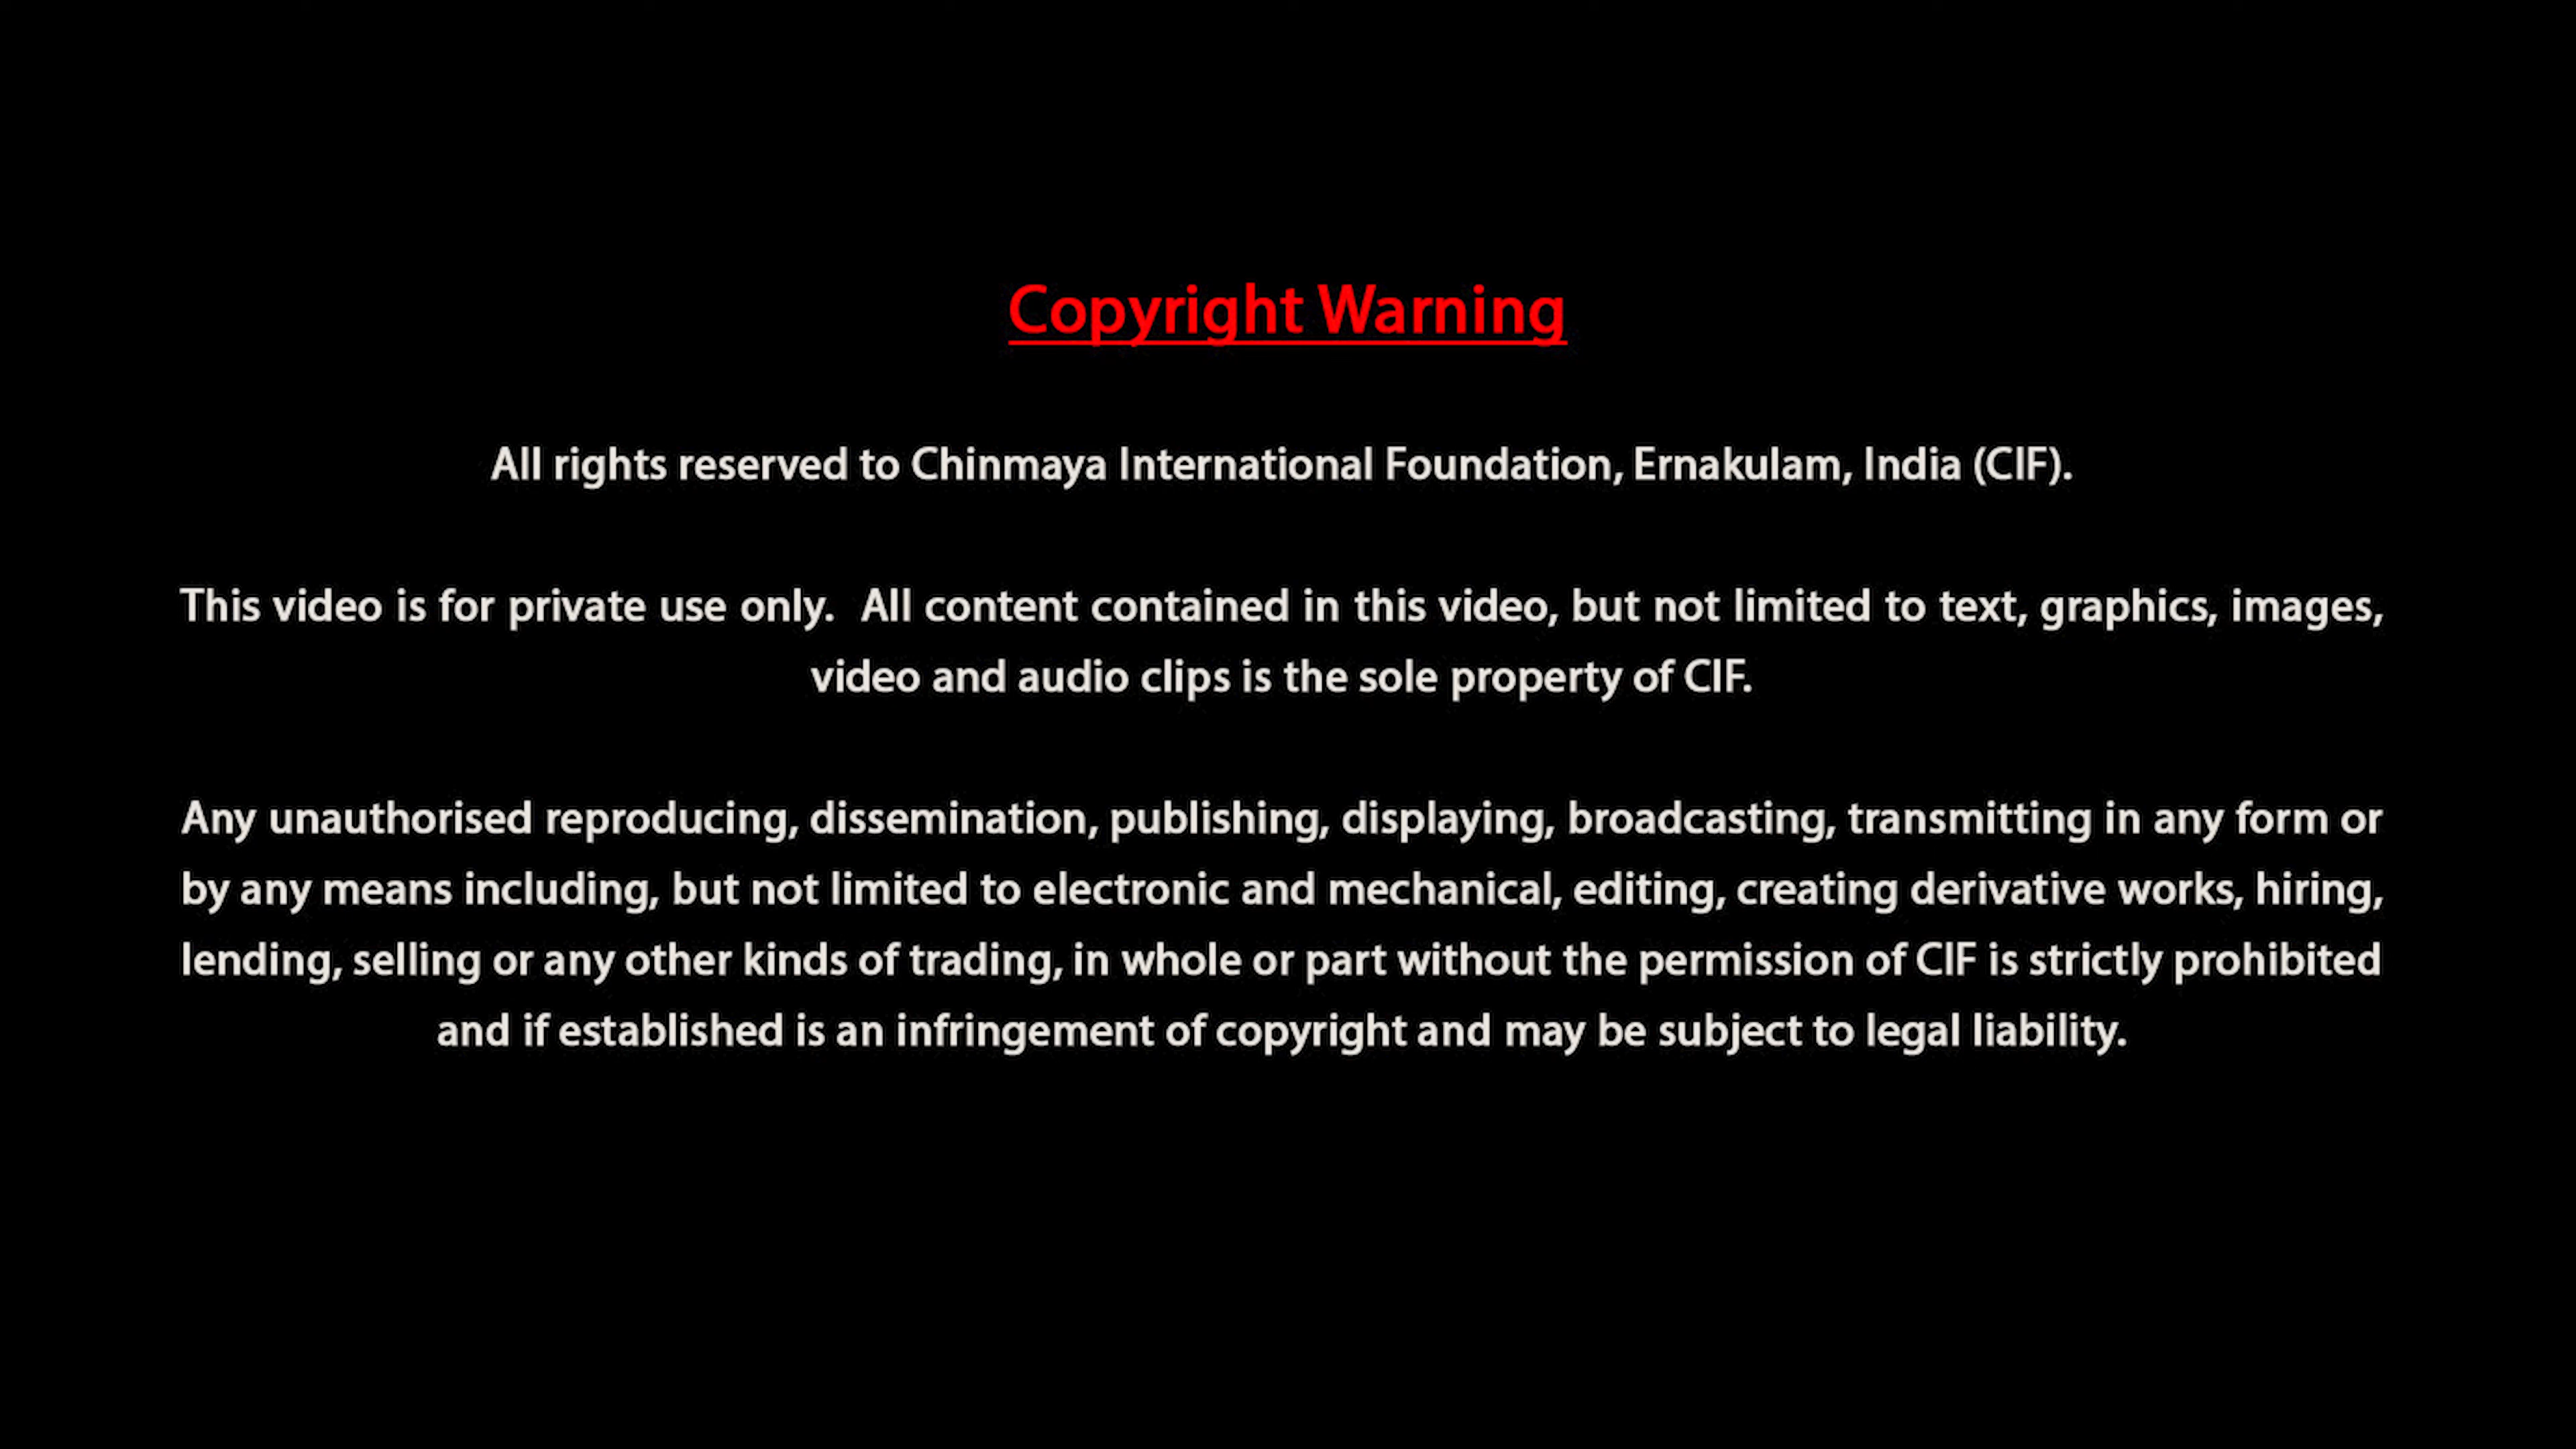 Copyright Warning
All rights reserved to Chinmaya International Foundation, Ernakulam, India (CIF).
This video is for private use only.  All content contained in this video, but not limited to text, graphics, images,
video and audio clips is the sole property of CIF.
Any unauthorised reproducing, dissemination, publishing, displaying, broadcasting, transmitting in any form or
by any means including, but not limited to electronic and mechanical, editing, creating derivative works, hiring,
lending, selling or any other kinds of trading, in whole or part without the permission of CIF is strictly prohibited
and if established is an infringement of copyright and may be subject to legal liability.